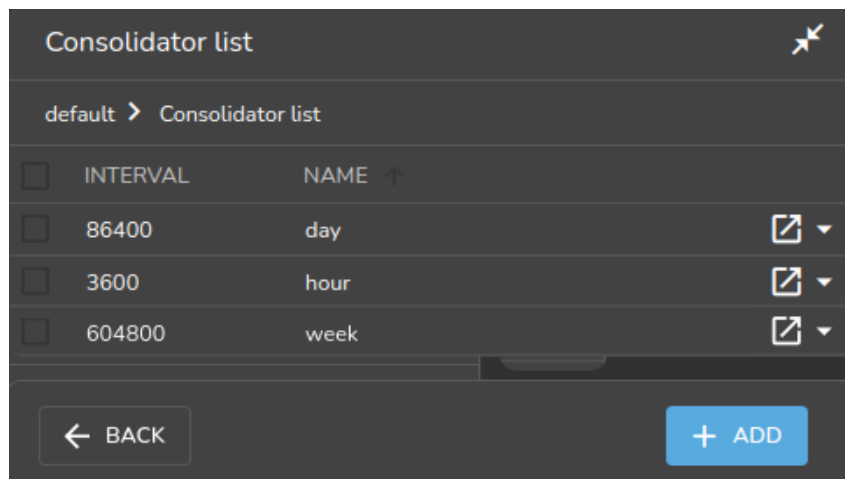 Consolidator list
default > Consolidator list
INTERVAL NAME
86400 day
3600 hour
604800 week
BACK ADD